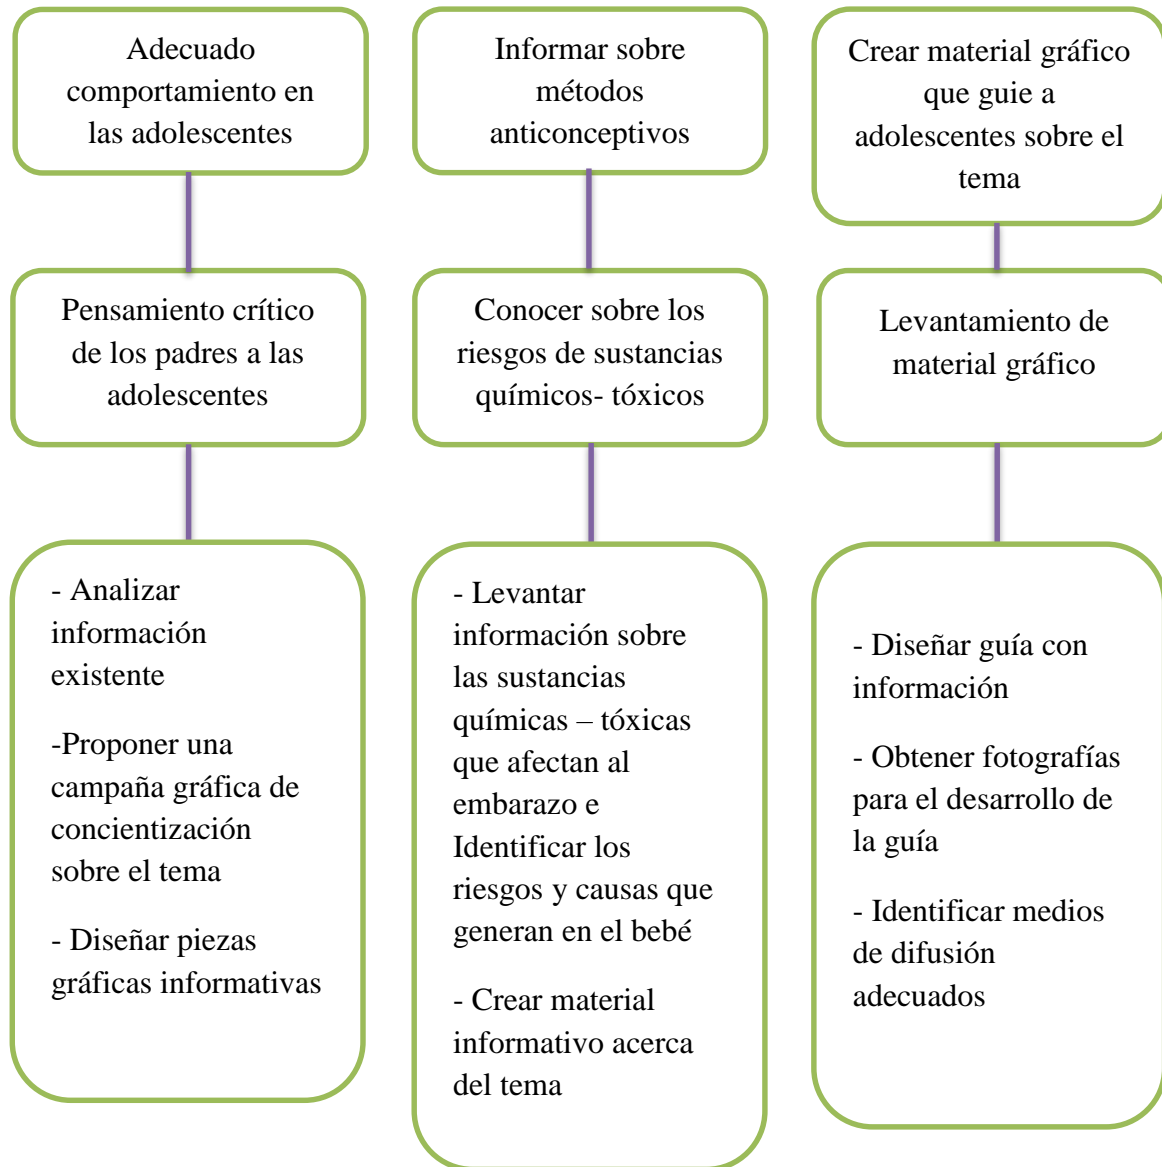 Adecuado
comportamiento en
las adolescentes
Informar sobre
métodos
anticonceptivos
Crear material gráfico
que guie a
adolescentes sobre el
tema
Pensamiento crítico
de los padres a las
adolescentes
Conocer sobre los
riesgos de sustancias
químicos- tóxicos
Levantamiento de
material gráfico
- Analizar
información
existente
-Proponer una
campaña gráfica de
concientización
sobre el tema
- Diseñar piezas
gráficas informativas
- Levantar
información sobre
las sustancias
químicas – tóxicas
que afectan al
embarazo e
Identificar los
riesgos y causas que
generan en el bebé
- Crear material
informativo acerca
del tema
- Diseñar guía con
información
- Obtener fotografías
para el desarrollo de
la guía
- Identificar medios
de difusión
adecuados